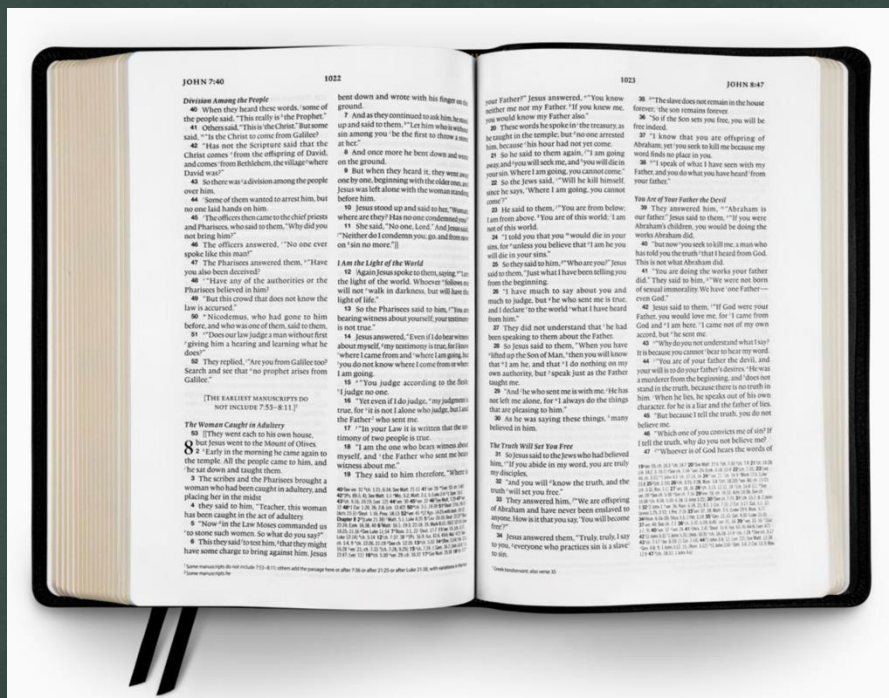 JOHN 7:40
1022
Division Among the People
40 When they heard these words, some of
the people said, "This really is the Prophet."
41 Others said, "This is the Christ." But some
said, "Is the Christ to come from Galilee?
42 "Has not the Scripture said that the
Christ comes from the offspring of David,
and comes from Bethlehem, the village where
David was?"
43 So there was a division among the people
over him.
44 Some of them wanted to arrest him, but
no one laid hands on him.
45 The officers then came to the chief priests
and Pharisees, who said to them, "Why did you
not bring him?"
46 The officers answered, "No one ever
spoke like this man!"
47 The Pharisees answered them, "Have
you also been deceived?
48 "Have any of the authorities or the
Pharisees believed in him?
49 "But this crowd that does not know the
law is accursed."
50 Nicodemus, who had gone to him
before, and who was one of them, said to them,
51 "Does our law judge a man without first
giving him a hearing and learning what he
does?"
52 They replied, "Are you from Galilee too?
Search and see that no prophet arises from
Galilee."
[THE EARLIEST MANUSCRIPTS DO
NOT INCLUDE 7:53–8:11.]
The Woman Caught in Adultery
53 [[They went each to his own house,
8 but Jesus went to the Mount of Olives.
2 Early in the morning he came again to
the temple. All the people came to him, and
he sat down and taught them.
3 The scribes and the Pharisees brought a
woman who had been caught in adultery, and
placing her in the midst
4 they said to him, "Teacher, this woman
has been caught in the act of adultery.
5 "Now in the Law Moses commanded us
to stone such women. So what do you say?"
6 This they said to test him, that they might
have some charge to bring against him. Jesus
bent down and wrote with his finger on the
ground.
7 And as they continued to ask him, he stood
up and said to them, "Let him who is without
sin among you be the first to throw a stone
at her."
8 And once more he bent down and wrote
on the ground.
9 But when they heard it, they went away
one by one, beginning with the older ones, and
Jesus was left alone with the woman standing
before him.
10 Jesus stood up and said to her, "Woman,
where are they? Has no one condemned you?"
11 She said, "No one, Lord." And Jesus said,
"Neither do I condemn you; go, and from now
on sin no more."]]
I Am the Light of the World
12 Again Jesus spoke to them, saying, "I am
the light of the world. Whoever follows me
will not walk in darkness, but will have the
light of life."
13 So the Pharisees said to him, "You are
bearing witness about yourself; your testimony
is not true."
14 Jesus answered, "Even if I do bear witness
about myself, my testimony is true, for I know
where I came from and where I am going, but
you do not know where I come from or where
I am going.
15 "You judge according to the flesh;
I judge no one.
16 "Yet even if I do judge, my judgment is
true, for it is not I alone who judge, but I and
the Father who sent me.
17 "In your Law it is written that the tes-
timony of two people is true.
18 "I am the one who bears witness about
myself, and the Father who sent me bears
witness about me."
19 They said to him therefore, "Where is
1023
JOHN 8:47
your Father?" Jesus answered, "You know
neither me nor my Father. If you knew me,
you would know my Father also."
20 These words he spoke in the treasury, as
he taught in the temple; but no one arrested
him, because his hour had not yet come.
21 So he said to them again, "I am going
away, and you will seek me, and you will die in
your sin. Where I am going, you cannot come."
22 So the Jews said, "Will he kill himself,
since he says, 'Where I am going, you cannot
come'?"
23 He said to them, "You are from below;
I am from above. You are of this world; I am
not of this world.
24 "I told you that you would die in your
sins, for unless you believe that I am he you
will die in your sins."
25 So they said to him, "Who are you?" Jesus
said to them, "Just what I have been telling you
from the beginning.
26 "I have much to say about you and
much to judge, but he who sent me is true,
and I declare to the world what I have heard
from him."
27 They did not understand that he had
been speaking to them about the Father.
28 So Jesus said to them, "When you have
lifted up the Son of Man, then you will know
that I am he, and that I do nothing on my
own authority, but speak just as the Father
taught me.
29 "And he who sent me is with me. He has
not left me alone, for I always do the things
that are pleasing to him."
30 As he was saying these things, many
believed in him.
The Truth Will Set You Free
31 So Jesus said to the Jews who had believed
him, "If you abide in my word, you are truly
my disciples,
32 "and you will know the truth, and the
truth will set you free."
33 They answered him, "We are offspring
of Abraham and have never been enslaved to
anyone. How is it that you say, 'You will become
free'?"
34 Jesus answered them, "Truly, truly, I say
to you, everyone who practices sin is a slave
to sin.
35 "The slave does not remain in the house
forever; the son remains forever.
36 "So if the Son sets you free, you will be
free indeed.
37 "I know that you are offspring of
Abraham; yet you seek to kill me because my
word finds no place in you.
38 "I speak of what I have seen with my
Father, and you do what you have heard from
your father."
You Are of Your Father the Devil
39 They answered him, "Abraham is
our father." Jesus said to them, "If you were
Abraham's children, you would be doing the
works Abraham did,
40 "but now you seek to kill me, a man who
has told you the truth that I heard from God.
This is not what Abraham did.
41 "You are doing the works your father
did." They said to him, "We were not born
of sexual immorality. We have one Father—
even God."
42 Jesus said to them, "If God were your
Father, you would love me, for I came from
God and I am here. I came not of my own
accord, but he sent me.
43 "Why do you not understand what I say?
It is because you cannot bear to hear my word.
44 "You are of your father the devil, and
your will is to do your father's desires. He was
a murderer from the beginning, and does not
stand in the truth, because there is no truth in
him. When he lies, he speaks out of his own
character, for he is a liar and the father of lies.
45 "But because I tell the truth, you do not
believe me.
46 "Which one of you convicts me of sin? If
I tell the truth, why do you not believe me?
47 "Whoever is of God hears the words of